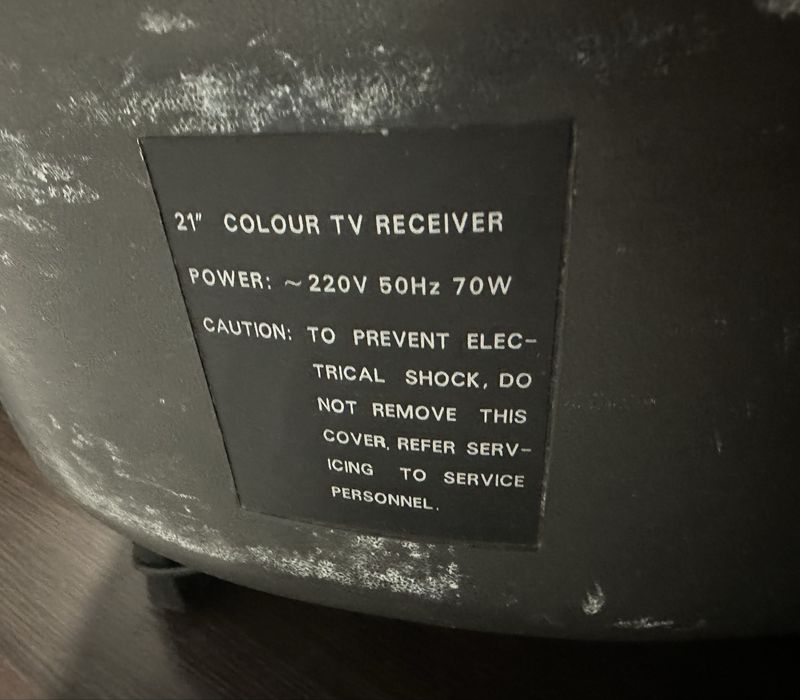 21" COLOUR TV RECEIVER
POWER: ~220V 50Hz 70W
CAUTION: TO PREVENT ELEC-
TRICAL SHOCK, DO
NOT REMOVE THIS
COVER. REFER SERV-
ICING TO SERVICE
PERSONNEL.